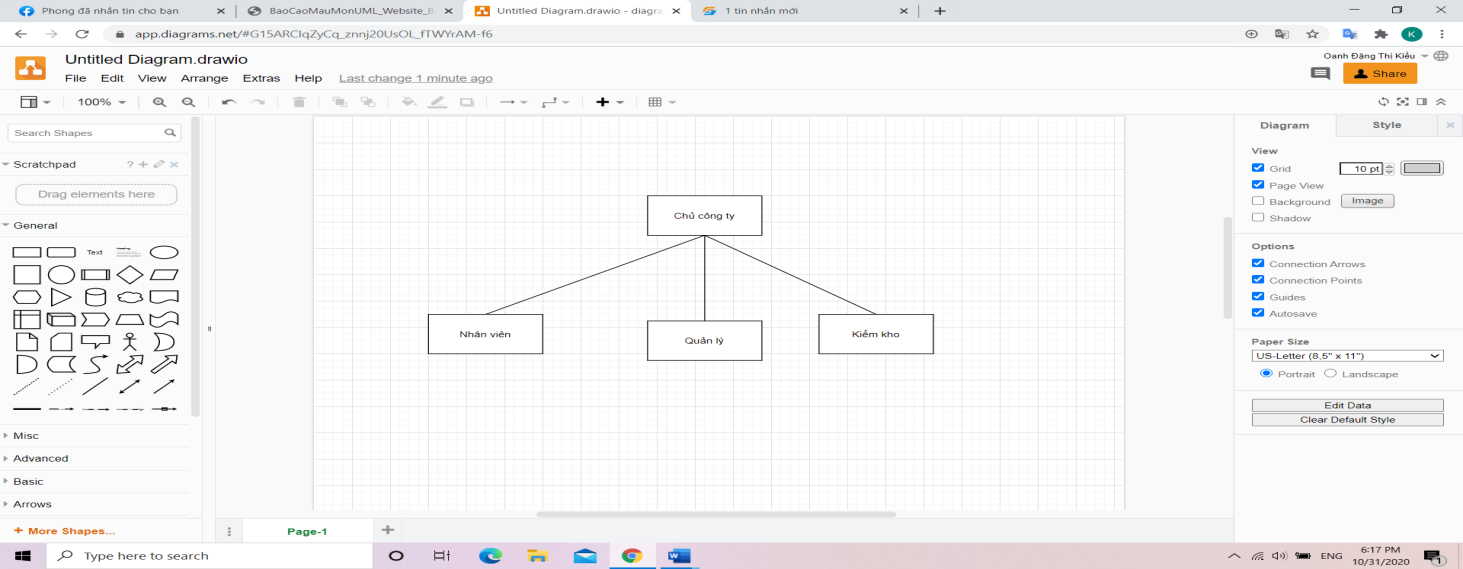 Phong đã nhắn tin cho bạn
BaoCaoMauMonUML_Website_B
Untitled Diagram.drawio - diagra
1 tin nhắn mới
app.diagrams.net/#G15ARClqZyCq_znnj20UsOL_fTWYrAM-f6
K
Untitled Diagram.drawio
Oanh Đặng Thị Kiều
File Edit View Arrange Extras Help Last change 1 minute ago
Share
100%
Search Shapes
Diagram Style
Scratchpad
Drag elements here
General
Text
View
Grid 10 pt
Page View
Background Image
Shadow
Options
Connection Arrows
Connection Points
Guides
Autosave
Paper Size
US-Letter (8,5" x 11")
Portrait Landscape
Edit Data
Clear Default Style
Chủ công ty
Nhân viên
Quản lý
Kiểm kho
Misc
Advanced
Basic
Arrows
+ More Shapes...
Page-1
Type here to search
ENG
6:17 PM
10/31/2020
1